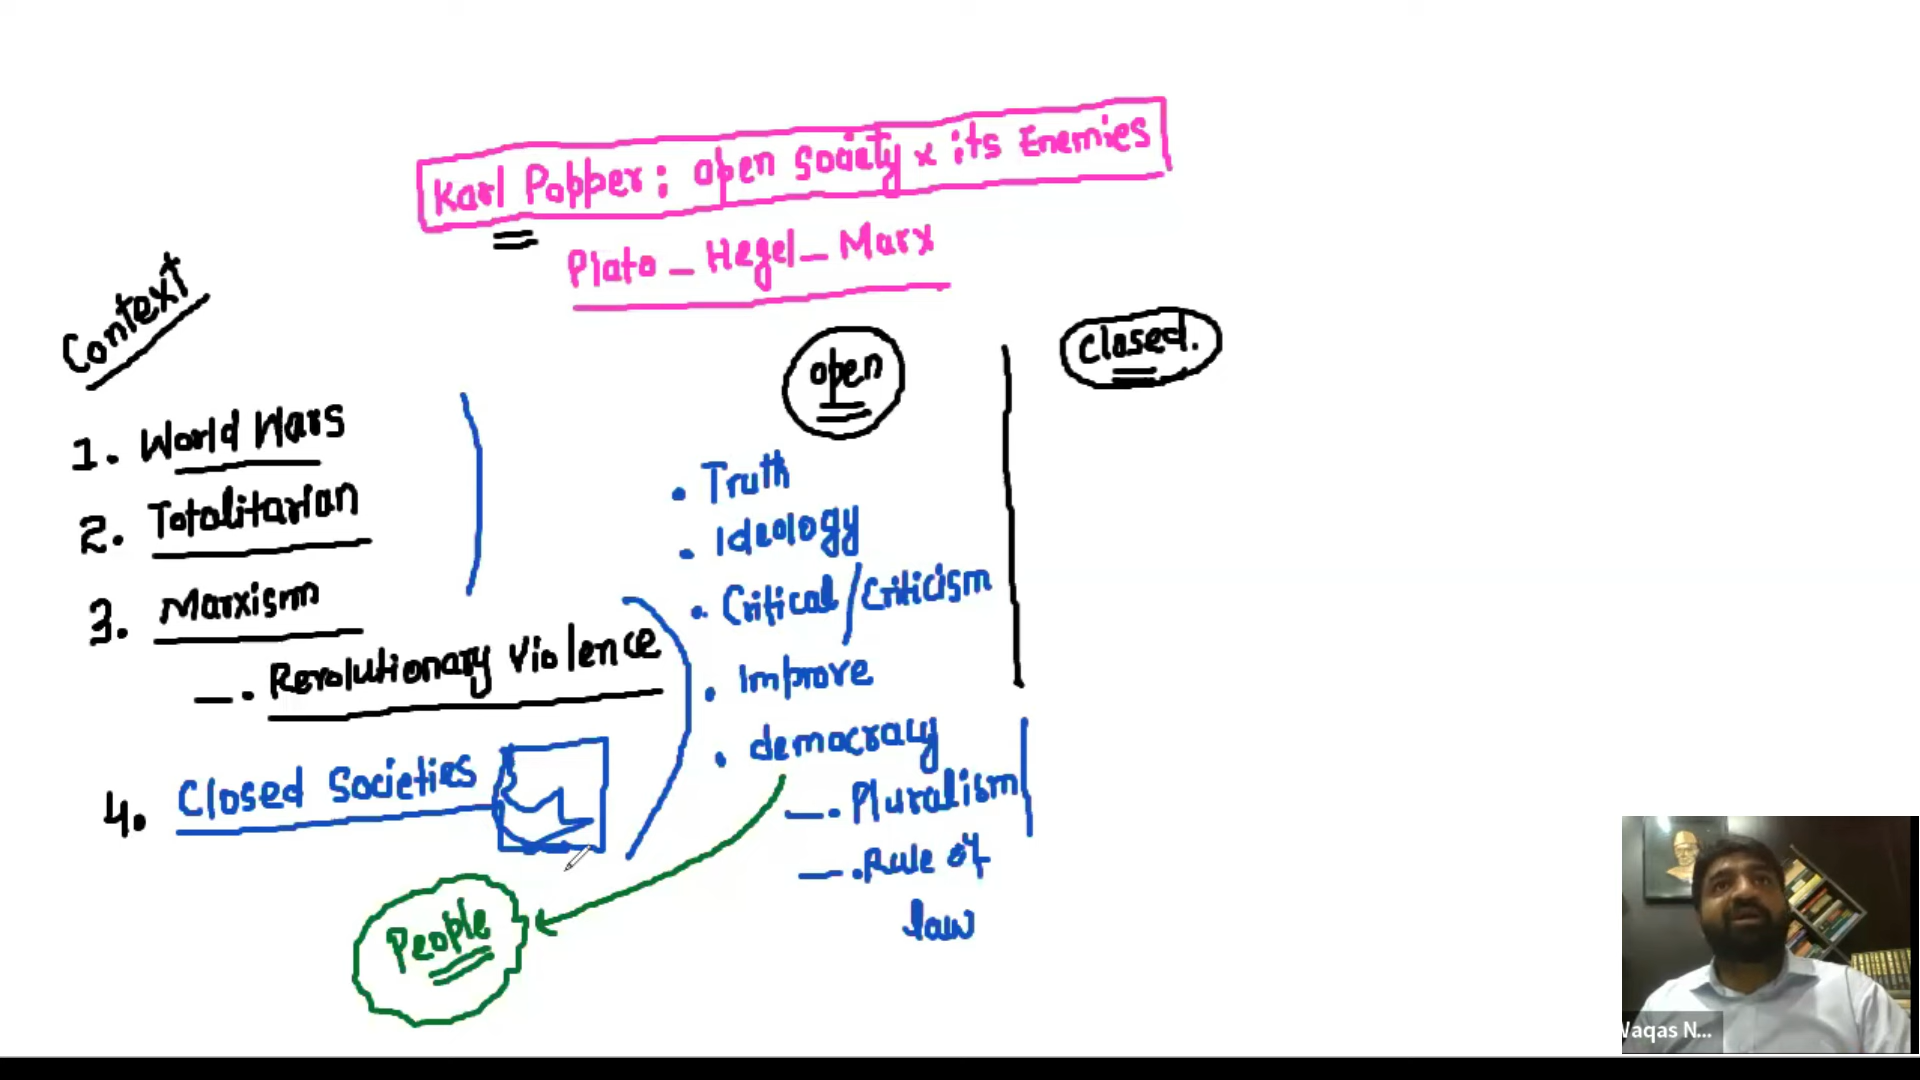 Karl Popper: open society & its Enemies
Plato - Hegel - Marx
Context
1. World Wars
2. Totalitarian
3. Marxism
- . Revolutionary Violence
4. Closed Societies
People
open
• Truth
• Ideology
• Critical / Criticism
• Improve
• democracy
- . Pluralism
- . Rule of
law
Closed.
Waqas N...